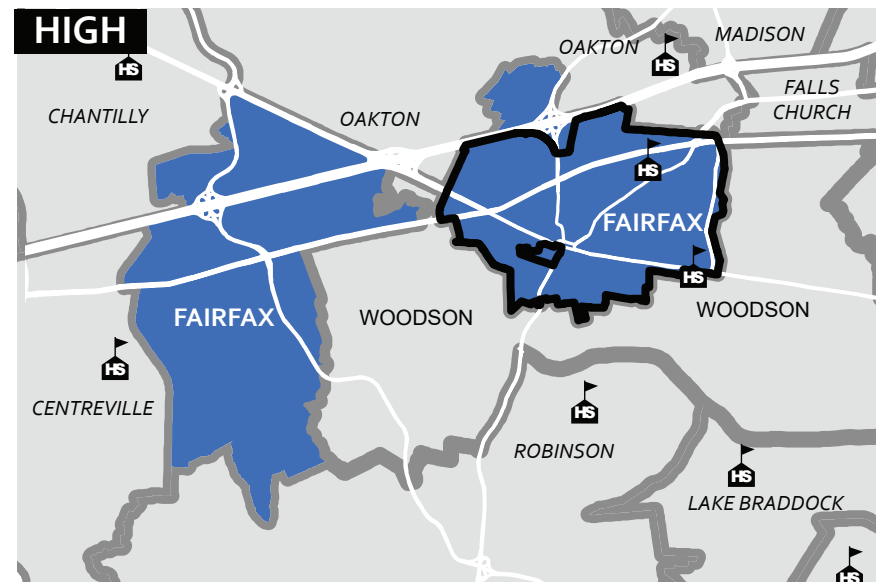 HIGH
MADISON
OAKTON
HS
HS
FALLS
CHURCH
CHANTILLY
OAKTON
HS
FAIRFAX
HS
FAIRFAX
WOODSON
WOODSON
HS
CENTREVILLE
HS
ROBINSON
HS
LAKE BRADDOCK
HS